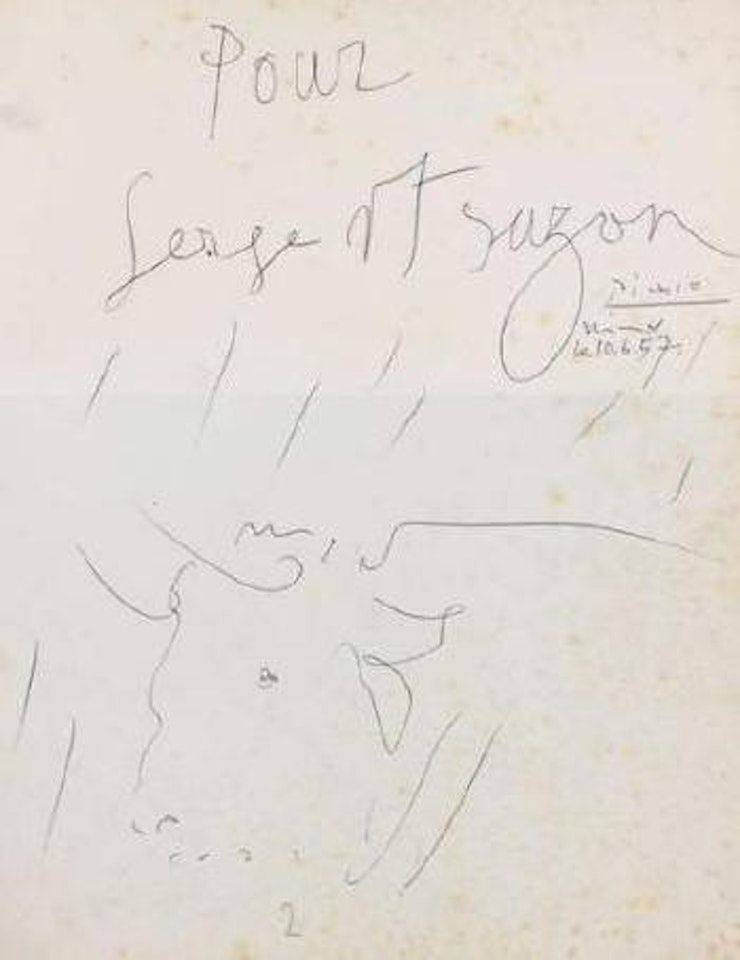 Pour
Serge et Suzon
Picasso
le 10.6.57.
2